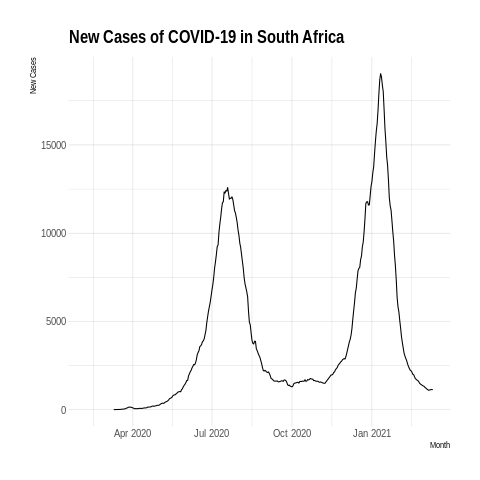 New Cases of COVID-19 in South Africa
New Cases
15000
10000
5000
0
Apr 2020 Jul 2020 Oct 2020 Jan 2021
Month